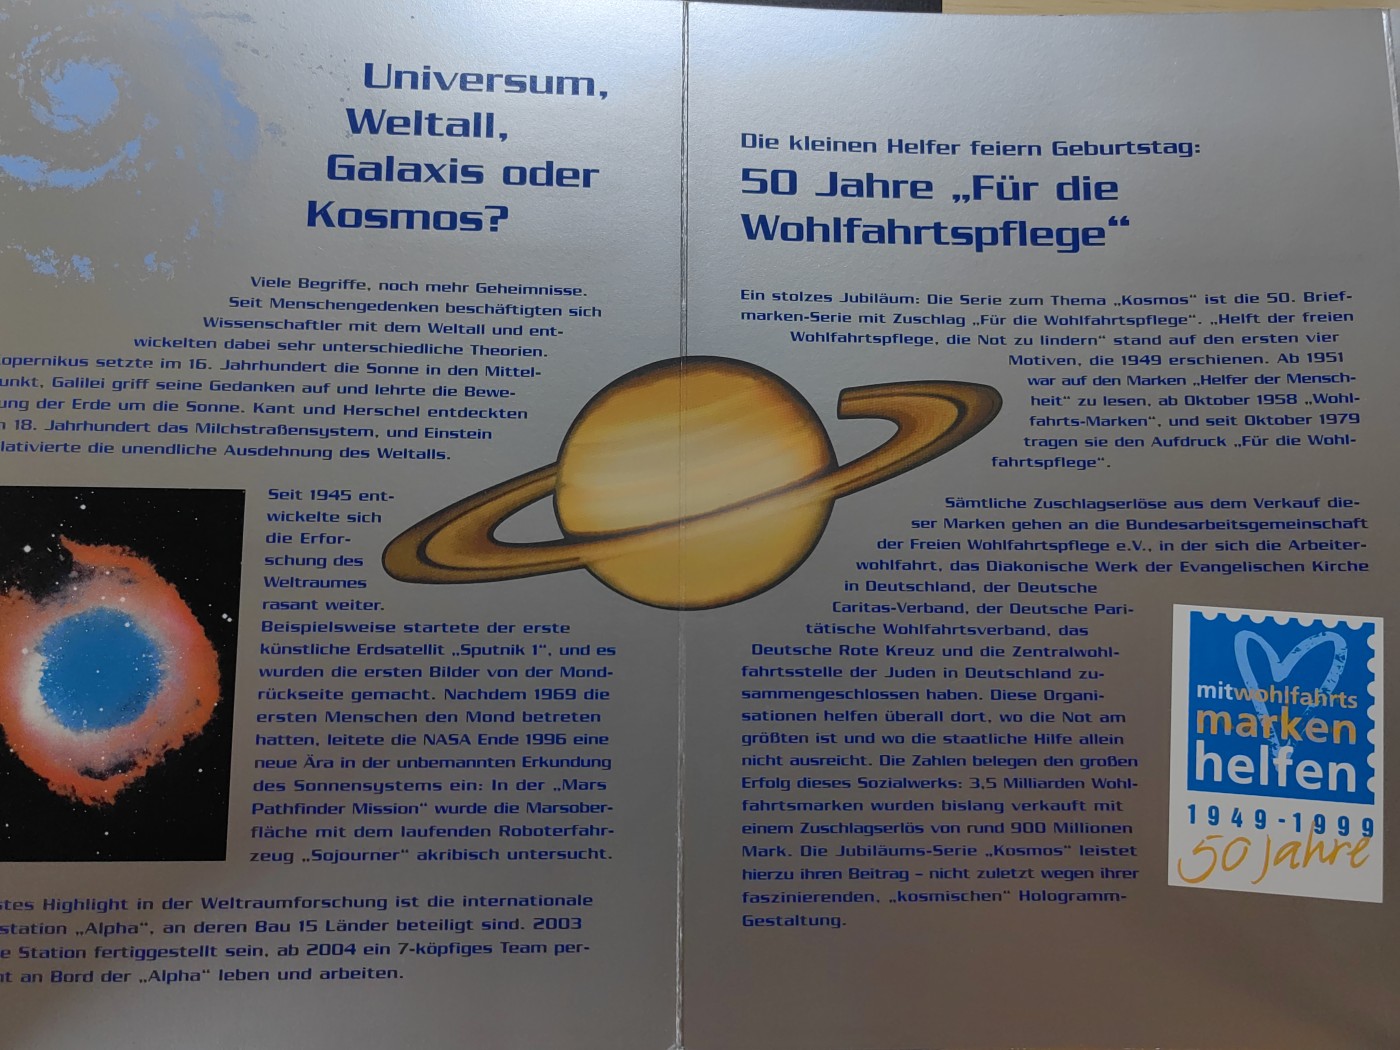 Universum,
Weltall,
Galaxis oder
Kosmos?
Viele Begriffe, noch mehr Geheimnisse.
Seit Menschengedenken beschäftigten sich
Wissenschaftler mit dem Weltall und ent-
wickelten dabei sehr unterschiedliche Theorien.
opernikus setzte im 16. Jahrhundert die Sonne in den Mittel-
unkt, Galilei griff seine Gedanken auf und lehrte die Bewe-
ung der Erde um die Sonne. Kant und Herschel entdeckten
18. Jahrhundert das Milchstraßensystem, und Einstein
lativierte die unendliche Ausdehnung des Weltalls.
Seit 1945 ent-
wickelte sich
die Erfor-
schung des
Weltraumes
rasant weiter.
Beispielsweise startete der erste
künstliche Erdsatellit „Sputnik 1“, und es
wurden die ersten Bilder von der Mond-
rückseite gemacht. Nachdem 1969 die
ersten Menschen den Mond betreten
hatten, leitete die NASA Ende 1996 eine
neue Ära in der unbemannten Erkundung
des Sonnensystems ein: In der „Mars
Pathfinder Mission“ wurde die Marsober-
fläche mit dem laufenden Roboterfahr-
zeug „Sojourner“ akribisch untersucht.
stes Highlight in der Weltraumforschung ist die internationale
station „Alpha“, an deren Bau 15 Länder beteiligt sind. 2003
e Station fertiggestellt sein, ab 2004 ein 7-köpfiges Team per-
nt an Bord der „Alpha“ leben und arbeiten.
Die kleinen Helfer feiern Geburtstag:
50 Jahre „Für die
Wohlfahrtspflege“
Ein stolzes Jubiläum: Die Serie zum Thema „Kosmos“ ist die 50. Brief-
marken-Serie mit Zuschlag „Für die Wohlfahrtspflege“. „Helft der freien
Wohlfahrtspflege, die Not zu lindern“ stand auf den ersten vier
Motiven, die 1949 erschienen. Ab 1951
war auf den Marken „Helfer der Mensch-
heit“ zu lesen, ab Oktober 1958 „Wohl-
fahrts-Marken“, und seit Oktober 1979
tragen sie den Aufdruck „Für die Wohl-
fahrtspflege“.
Sämtliche Zuschlagserlöse aus dem Verkauf die-
ser Marken gehen an die Bundesarbeitsgemeinschaft
der Freien Wohlfahrtspflege e.V., in der sich die Arbeiter-
wohlfahrt, das Diakonische Werk der Evangelischen Kirche
in Deutschland, der Deutsche
Caritas-Verband, der Deutsche Pari-
tätische Wohlfahrtsverband, das
Deutsche Rote Kreuz und die Zentralwohl-
fahrtsstelle der Juden in Deutschland zu-
sammengeschlossen haben. Diese Organi-
sationen helfen überall dort, wo die Not am
größten ist und wo die staatliche Hilfe allein
nicht ausreicht. Die Zahlen belegen den großen
Erfolg dieses Sozialwerks: 3,5 Milliarden Wohl-
fahrtsmarken wurden bislang verkauft mit
einem Zuschlagserlös von rund 900 Millionen
Mark. Die Jubiläums-Serie „Kosmos“ leistet
hierzu ihren Beitrag – nicht zuletzt wegen ihrer
faszinierenden, „kosmischen“ Hologramm-
Gestaltung.
mitwohlfahrts
marken
helfen
1949-1999
50 Jahre